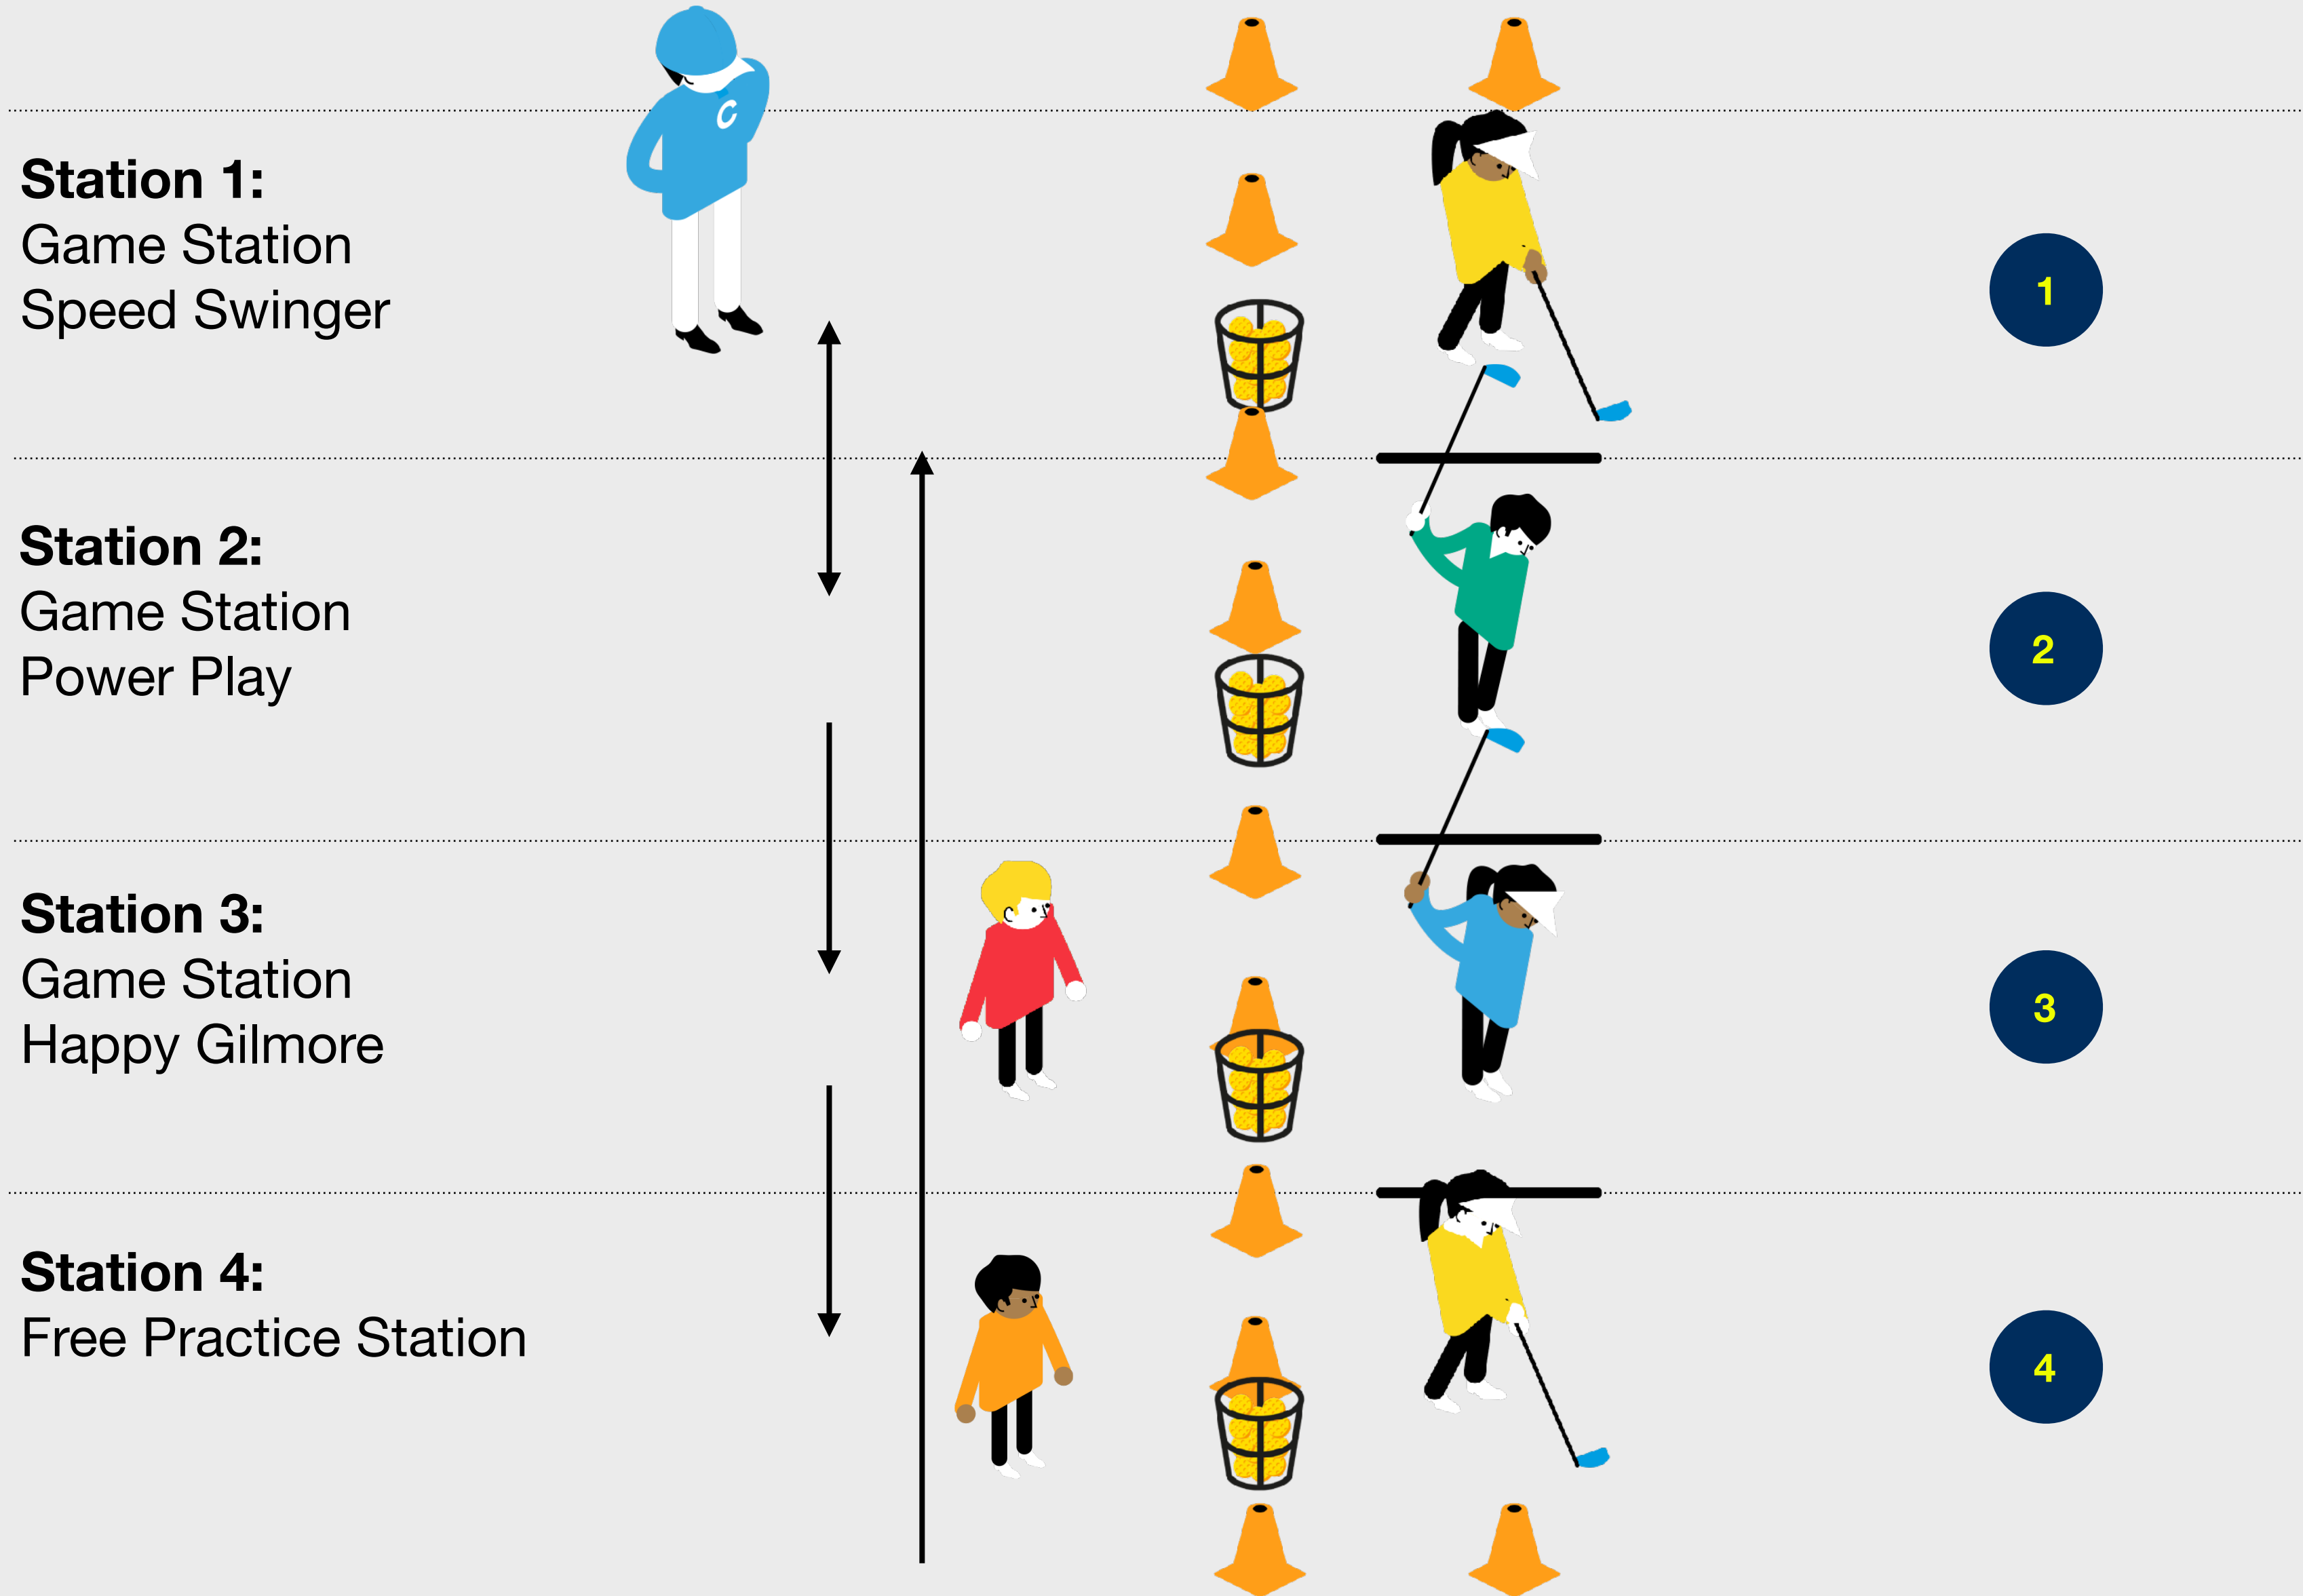 C
Station 1:
Game Station
Speed Swinger
1
Station 2:
Game Station
Power Play
2
Station 3:
Game Station
Happy Gilmore
3
Station 4:
Free Practice Station
4